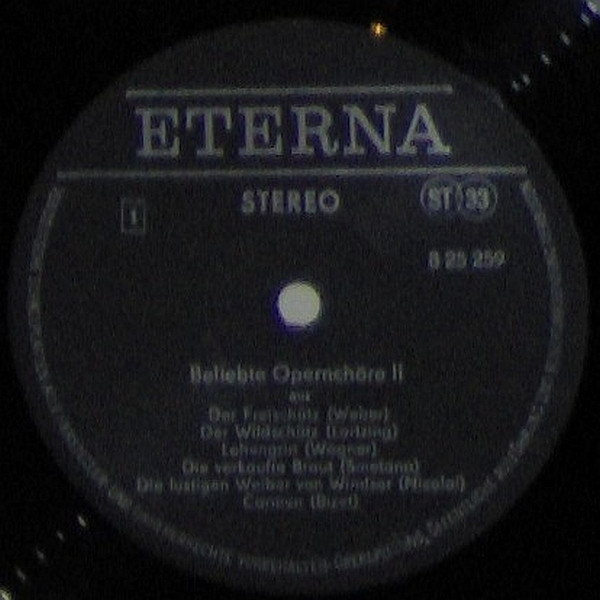 ETERNA
STEREO
ST 33
1
8 25 259
Beliebte Opernchöre II
aus
Der Freischütz (Weber)
Der Wildschütz (Lortzing)
Lohengrin (Wagner)
Die verkaufte Braut (Smetana)
Die lustigen Weiber von Windsor (Nicolai)
Carmen (Bizet)